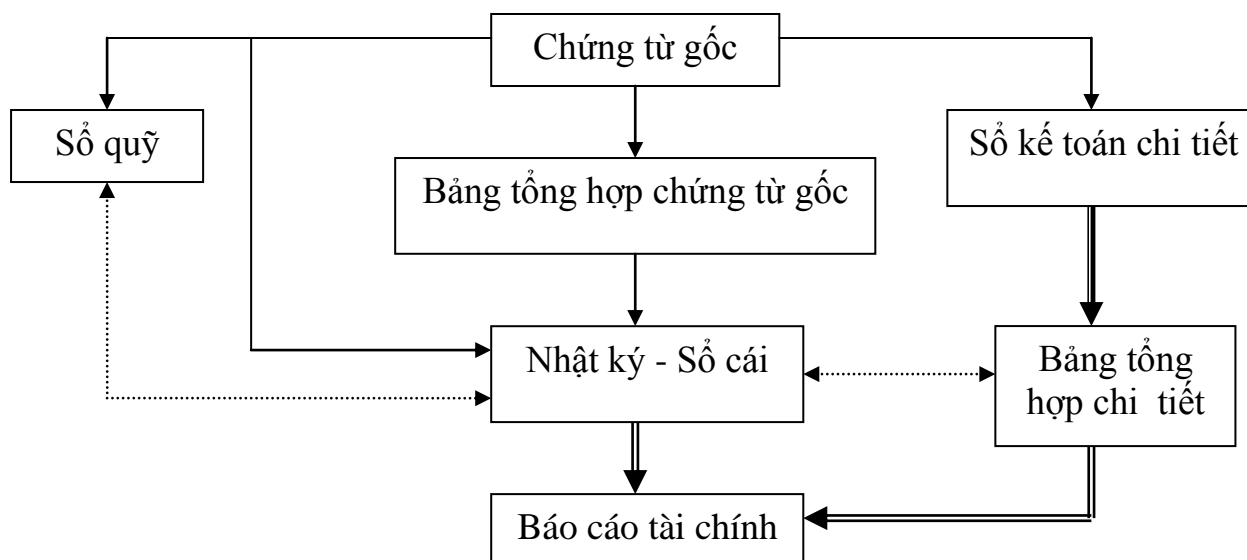 Chứng từ gốc
Sổ quỹ
Sổ kế toán chi tiết
Bảng tổng hợp chứng từ gốc
Nhật ký - Sổ cái
Bảng tổng
hợp chi tiết
Báo cáo tài chính